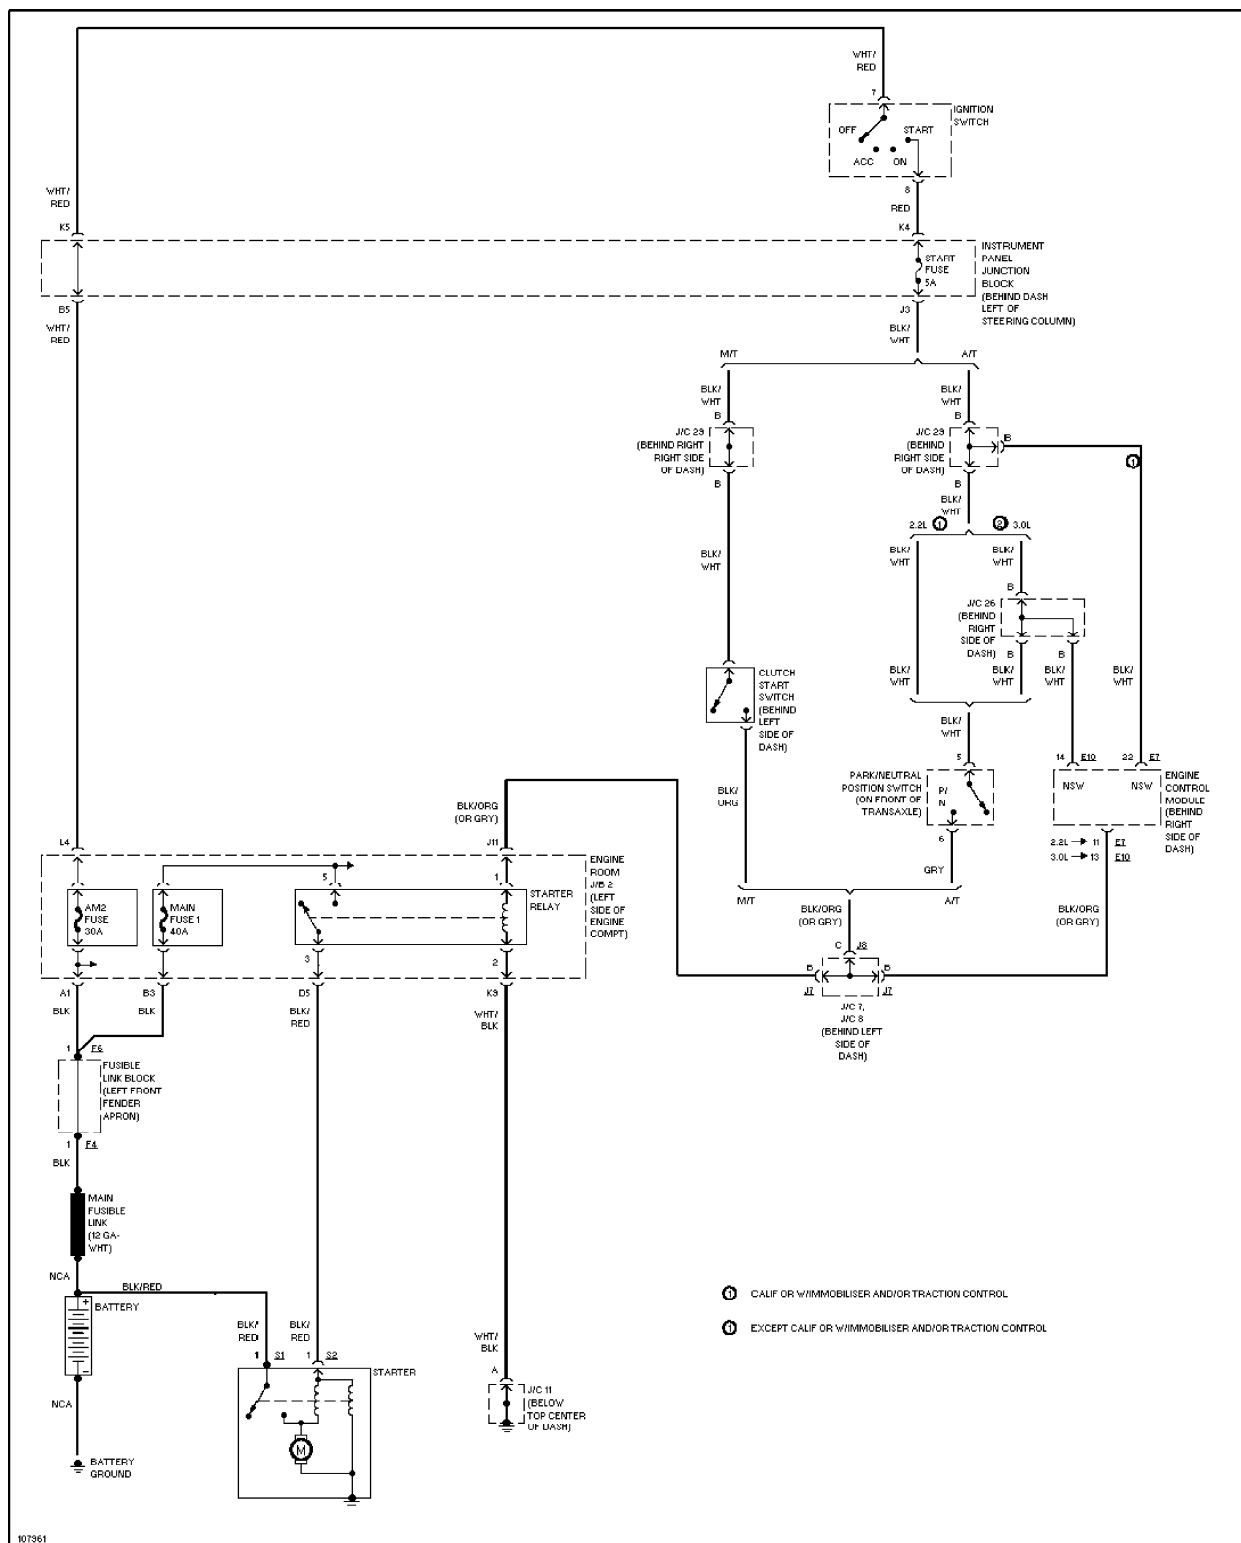 WHT/
RED
7
IGNITION
SWITCH
OFF
START
ACC
ON
8
RED
WHT/
RED
K5
K4
START
FUSE
5A
INSTRUMENT
PANEL
JUNCTION
BLOCK
(BEHIND DASH
LEFT OF
STEERING COLUMN)
B5
WHT/
RED
J3
BLK/
WHT
M/T
A/T
BLK/
WHT
B
BLK/
WHT
B
J/C 29
(BEHIND RIGHT
RIGHT SIDE
OF DASH)
B
J/C 29
(BEHIND
RIGHT SIDE
OF DASH)
B
1
B
BLK/
WHT
2.2L 1
2 3.0L
BLK/
WHT
BLK/
WHT
BLK/
WHT
B
J/C 26
(BEHIND
RIGHT
SIDE OF
DASH)
B
B
BLK/
WHT
BLK/
WHT
BLK/
WHT
BLK/
WHT
CLUTCH
START
SWITCH
(BEHIND
LEFT
SIDE OF
DASH)
BLK/
WHT
5
14 E10
22 E7
PARK/NEUTRAL
POSITION SWITCH
(ON FRONT OF
TRANSAXLE)
P/
N
NSW
NSW
ENGINE
CONTROL
MODULE
(BEHIND
RIGHT
SIDE OF
DASH)
BLK/
ORG
6
2.2L 11 E7
3.0L 13 E10
GRY
BLK/ORG
(OR GRY)
L4
J11
5
1
ENGINE
ROOM
J/B 2
(LEFT
SIDE OF
ENGINE
COMPT)
AM2
FUSE
30A
MAIN
FUSE 1
40A
STARTER
RELAY
3
2
M/T
A/T
BLK/ORG
(OR GRY)
BLK/ORG
(OR GRY)
C J8
B
B
J7
J7
J/C 7,
J/C 8
(BEHIND LEFT
SIDE OF
DASH)
A1
B3
D5
K9
BLK
BLK
BLK/
RED
WHT/
BLK
1 F6
FUSIBLE
LINK BLOCK
(LEFT FRONT
FENDER
APRON)
1 F4
BLK
MAIN
FUSIBLE
LINK
(12 GA-
WHT)
NCA
BLK/RED
+
BATTERY
-
BLK/
RED
BLK/
RED
WHT/
BLK
1 S1
1 S2
STARTER
M
A
J/C 11
(BELOW
TOP CENTER
OF DASH)
NCA
BATTERY
GROUND
1 CALIF OR W/IMMOBILISER AND/OR TRACTION CONTROL
1 EXCEPT CALIF OR W/IMMOBILISER AND/OR TRACTION CONTROL
107961